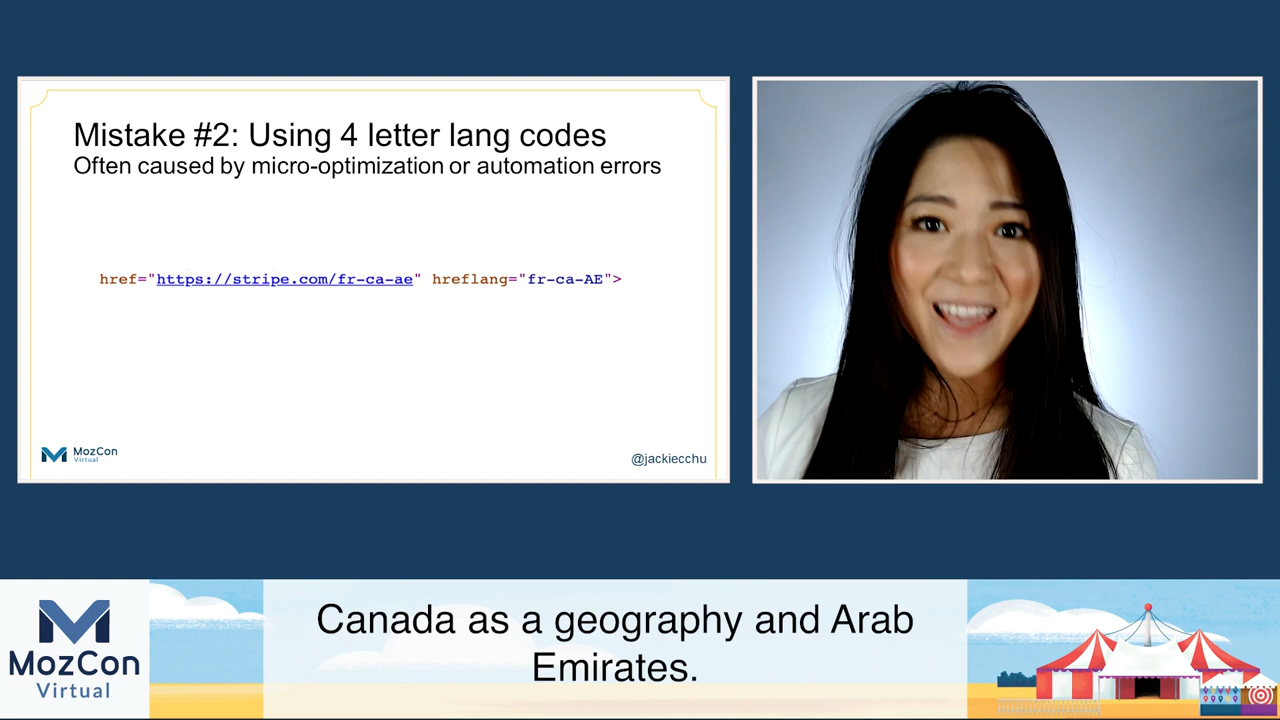 Mistake #2: Using 4 letter lang codes
Often caused by micro-optimization or automation errors
href="https://stripe.com/fr-ca-ae" hreflang="fr-ca-AE">
MozCon
Virtual
@jackiecchu
MozCon
Virtual
Canada as a geography and Arab
Emirates.